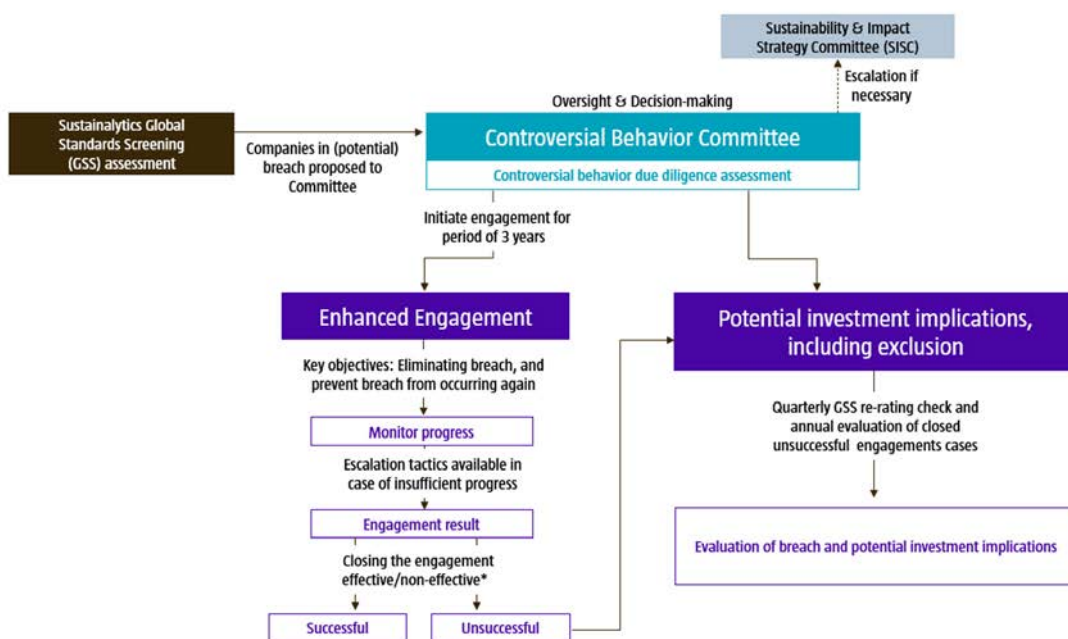 Sustainability & Impact
Strategy Committee (SISC)
Escalation if
necessary
Oversight & Decision-making
Sustainalytics Global
Standards Screening
(GSS) assessment
Companies in (potential)
breach proposed to
Committee
Controversial Behavior Committee
Controversial behavior due diligence assessment
Initiate engagement for
period of 3 years
Enhanced Engagement
Key objectives: Eliminating breach, and
prevent breach from occurring again
Monitor progress
Escalation tactics available in
case of insufficient progress
Engagement result
Closing the engagement
effective/non-effective*
Successful
Unsuccessful
Potential investment implications,
including exclusion
Quarterly GSS re-rating check and
annual evaluation of closed
unsuccessful engagements cases
Evaluation of breach and potential investment implications